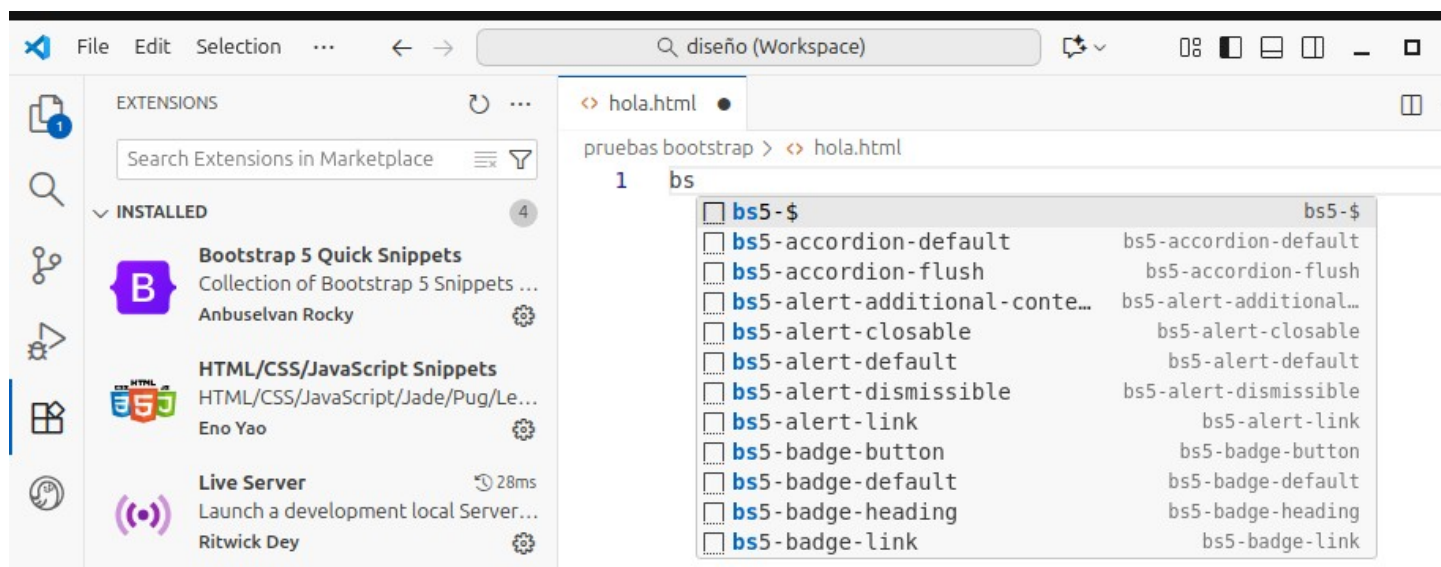 File Edit Selection ··· ← → diseño (Workspace)
EXTENSIONS ···
Search Extensions in Marketplace
INSTALLED 4
Bootstrap 5 Quick Snippets
Collection of Bootstrap 5 Snippets ...
Anbuselvan Rocky
HTML/CSS/JavaScript Snippets
HTML/CSS/JavaScript/Jade/Pug/Le...
Eno Yao
Live Server 28ms
Launch a development local Server...
Ritwick Dey
1
B
HTML
5
<> hola.html ●
pruebas bootstrap > <> hola.html
1 bs
bs5-$ bs5-$
bs5-accordion-default bs5-accordion-default
bs5-accordion-flush bs5-accordion-flush
bs5-alert-additional-conte… bs5-alert-additional…
bs5-alert-closable bs5-alert-closable
bs5-alert-default bs5-alert-default
bs5-alert-dismissible bs5-alert-dismissible
bs5-alert-link bs5-alert-link
bs5-badge-button bs5-badge-button
bs5-badge-default bs5-badge-default
bs5-badge-heading bs5-badge-heading
bs5-badge-link bs5-badge-link